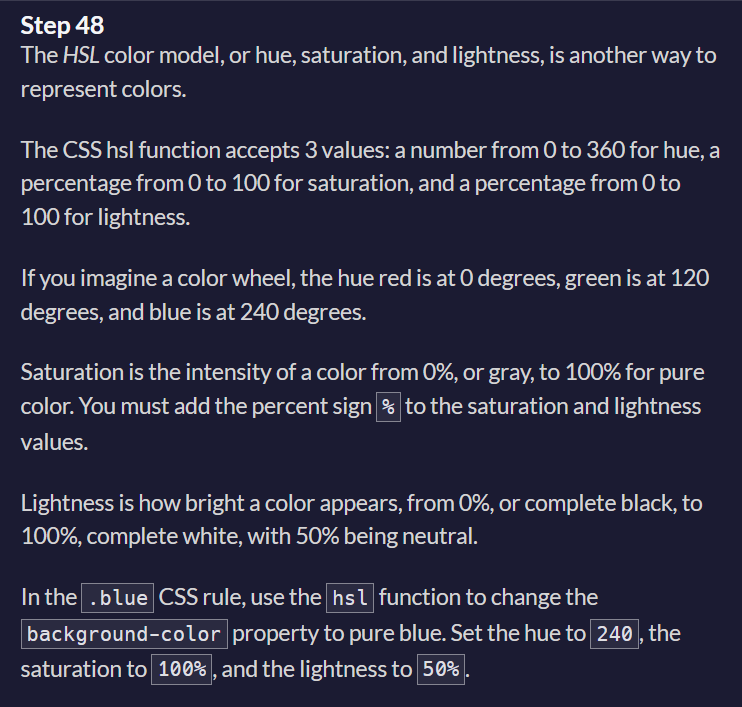 Step 48
The HSL color model, or hue, saturation, and lightness, is another way to
represent colors.
The CSS hsl function accepts 3 values: a number from 0 to 360 for hue, a
percentage from 0 to 100 for saturation, and a percentage from 0 to
100 for lightness.
If you imagine a color wheel, the hue red is at 0 degrees, green is at 120
degrees, and blue is at 240 degrees.
Saturation is the intensity of a color from 0%, or gray, to 100% for pure
color. You must add the percent sign % to the saturation and lightness
values.
Lightness is how bright a color appears, from 0%, or complete black, to
100%, complete white, with 50% being neutral.
In the .blue CSS rule, use the hsl function to change the
background-color property to pure blue. Set the hue to 240, the
saturation to 100%, and the lightness to 50%.